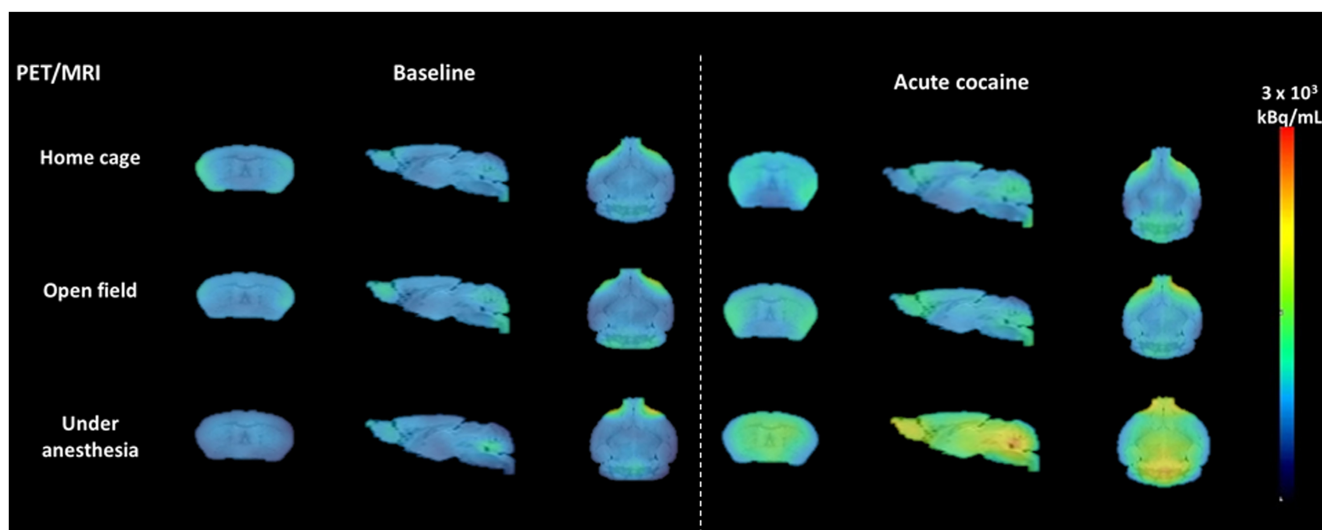 PET/MRI
Baseline
Acute cocaine
3 x 10³
kBq/mL
Home cage
Open field
Under
anesthesia